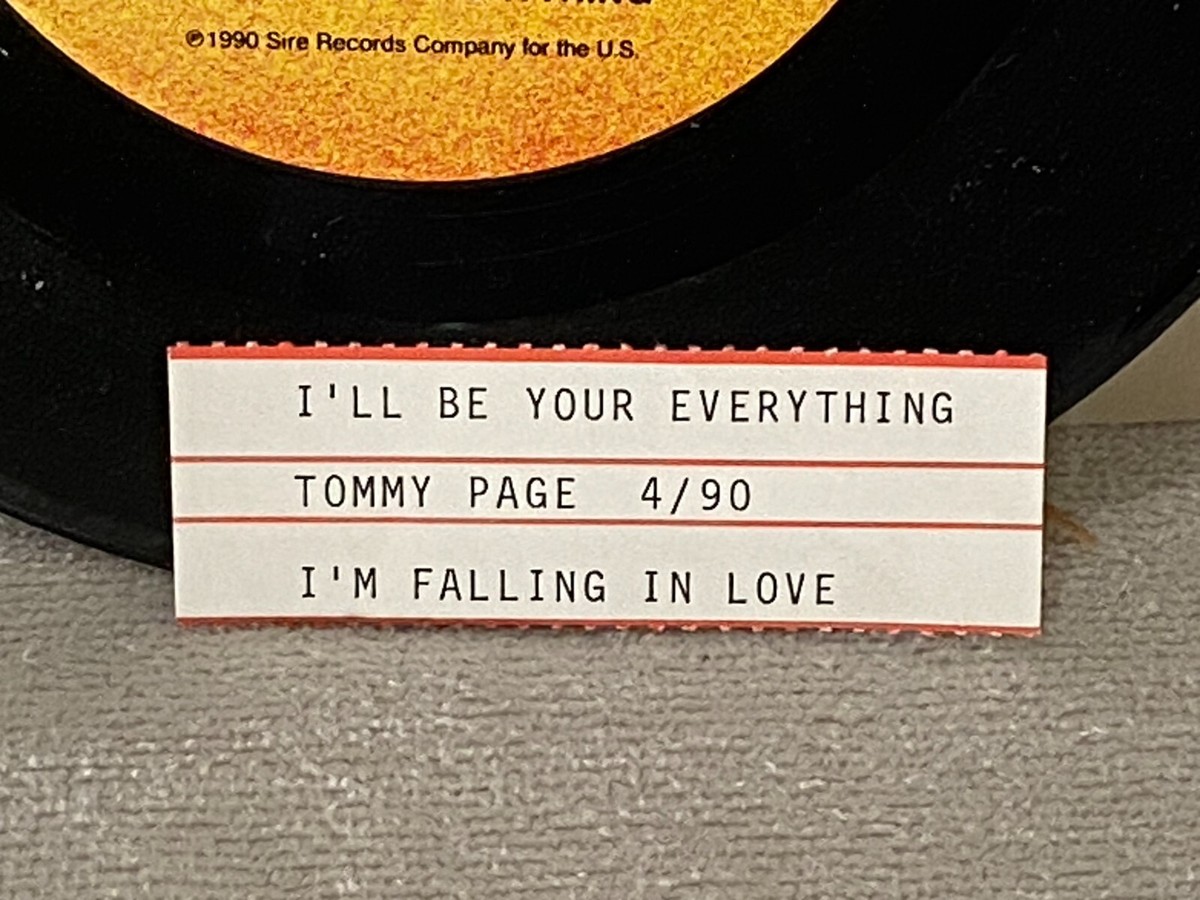 ℗1990 Sire Records Company for the U.S.
I'LL BE YOUR EVERYTHING
TOMMY PAGE 4/90
I'M FALLING IN LOVE